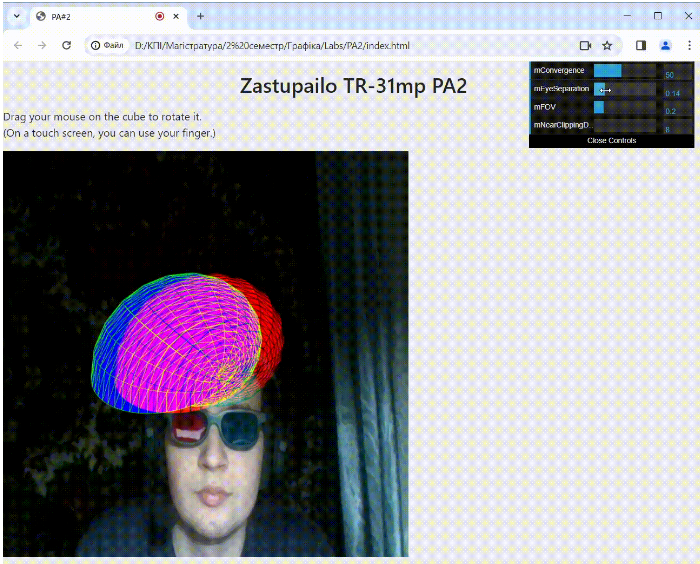 PA#2
Файл
D:/КПІ/Магістратура/2%20семестр/Графіка/Labs/PA2/index.html
Zastupailo TR-31mp PA2
mConvergence 50
mEyeSeparation 0.14
mFOV 0.2
mNearClippingD... 8
Close Controls
Drag your mouse on the cube to rotate it.
(On a touch screen, you can use your finger.)